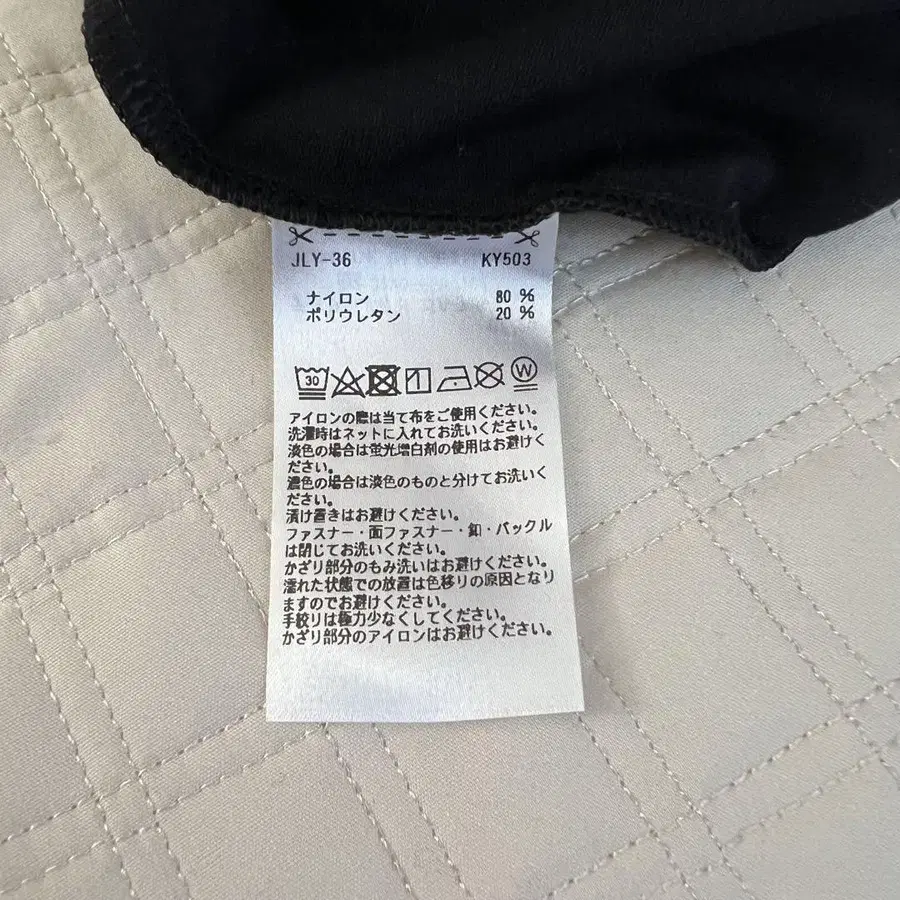 JLY-36 KY503
ナイロン 80 %
ポリウレタン 20 %
30 W
アイロンの際は当て布をご使用ください。
洗濯時はネットに入れてお洗いください。
淡色の場合は蛍光増白剤の使用はお避けく
ださい。
濃色の場合は淡色のものと分けてお洗いく
ださい。
漬け置きはお避けください。
ファスナー・面ファスナー・釦・バックル
は閉じてお洗いください。
かざり部分のもみ洗いはお避けください。
濡れた状態での放置は色移りの原因となり
ますのでお避けください。
手絞りは極力少なくしてください。
かざり部分のアイロンはお避けください。